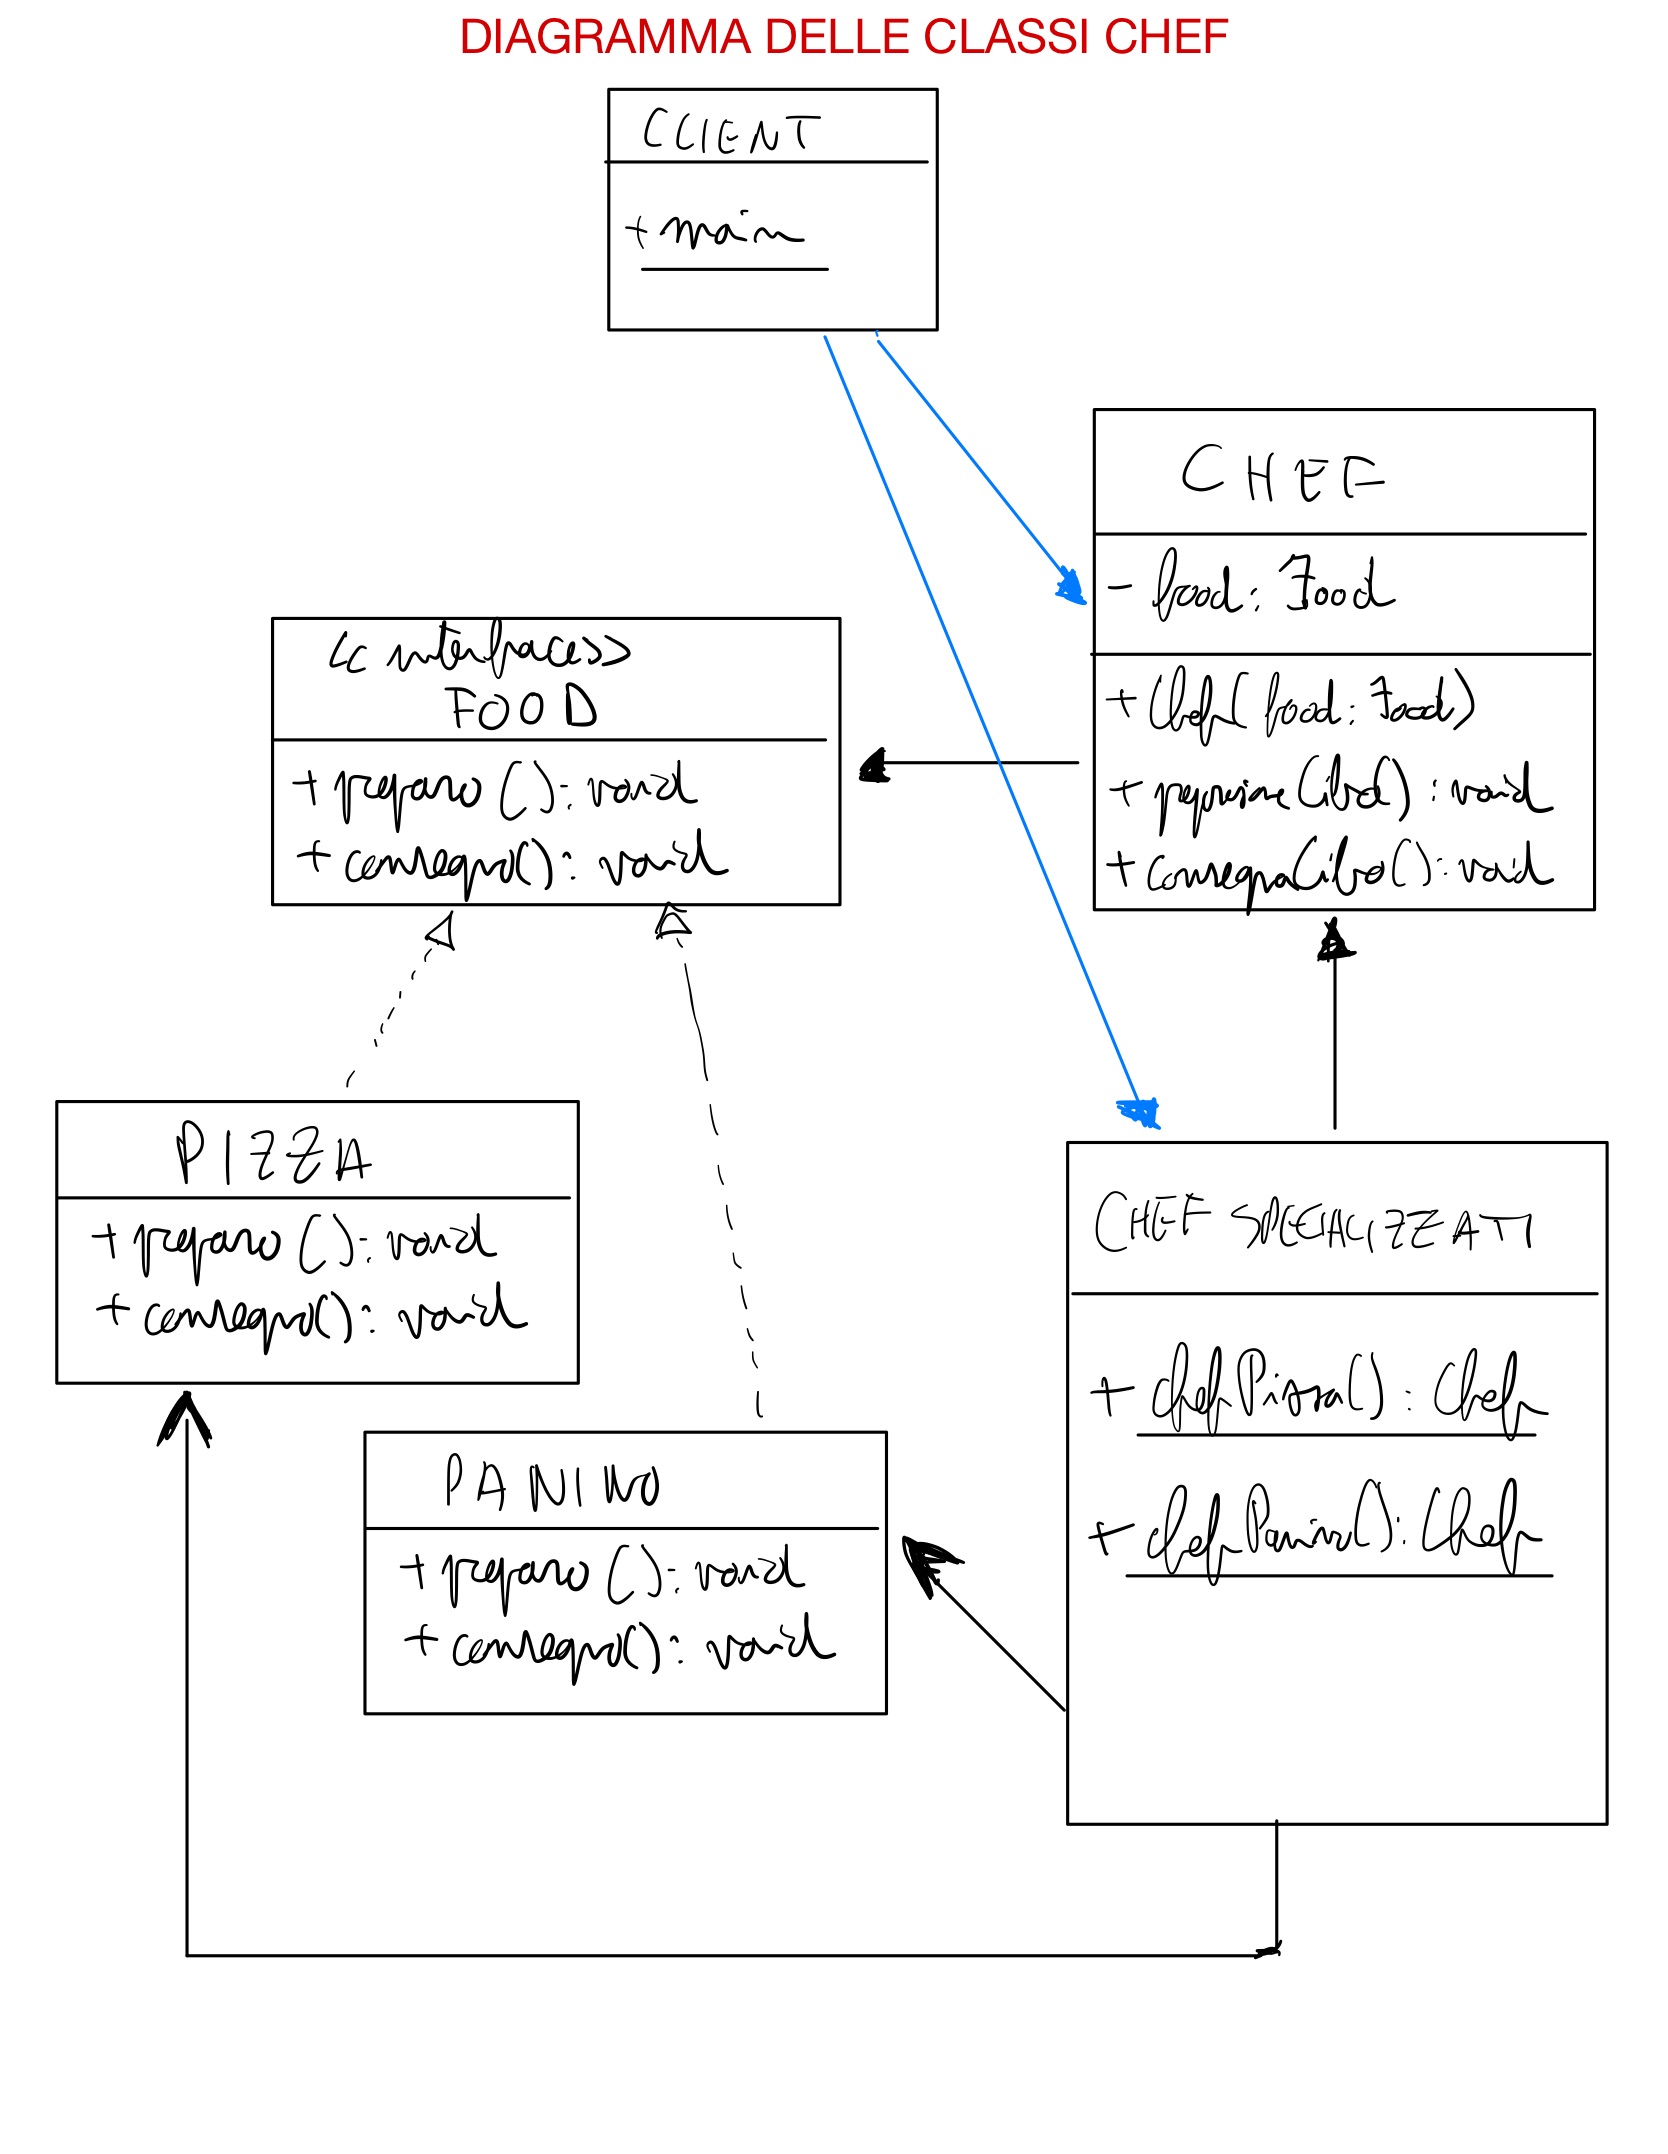 DIAGRAMMA DELLE CLASSI CHEF
CLIENT
+ main
CHEF
- food: Food
+ Chef(food: Food)
+ : void
+ consegnaCibo(): void
<<interface>>
FOOD
+ preparo(): void
+ consegno(): void
PIZZA
+ preparo(): void
+ consegno(): void
CHEF SPECIALIZZATI
+ chefPizza(): Chef
+ chefPanino(): Chef
PANINO
+ preparo(): void
+ consegno(): void